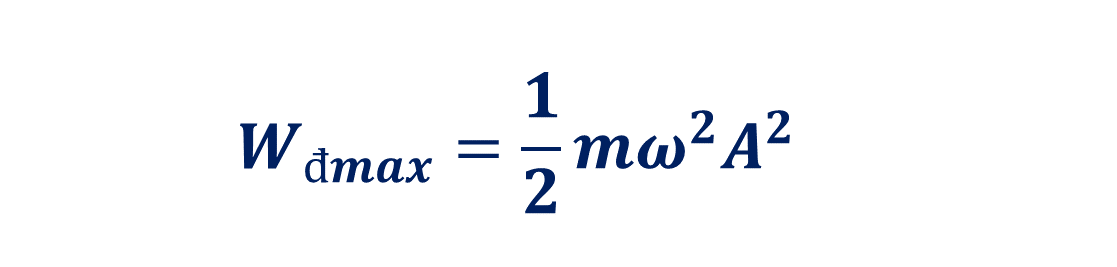 W_đmax = 1/2 mω²A²